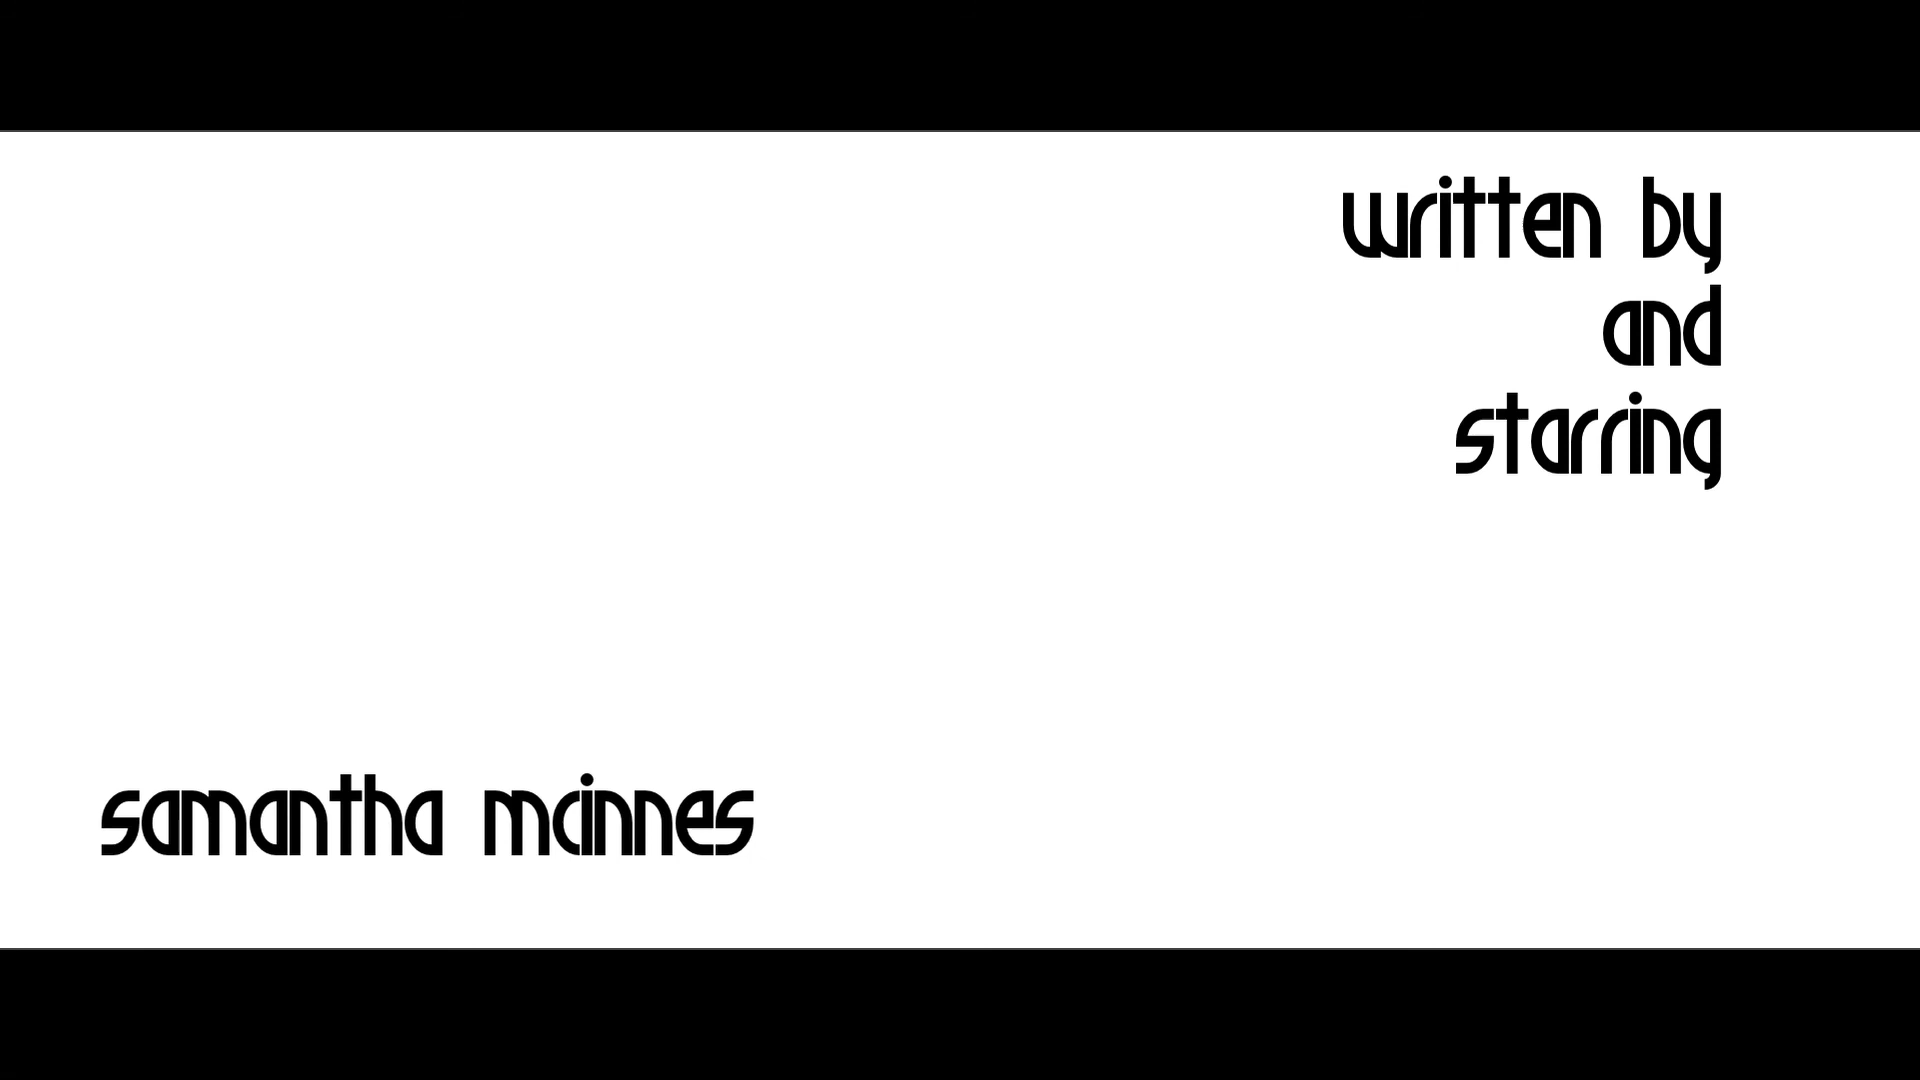 written by
and
starring
samantha mcinnes